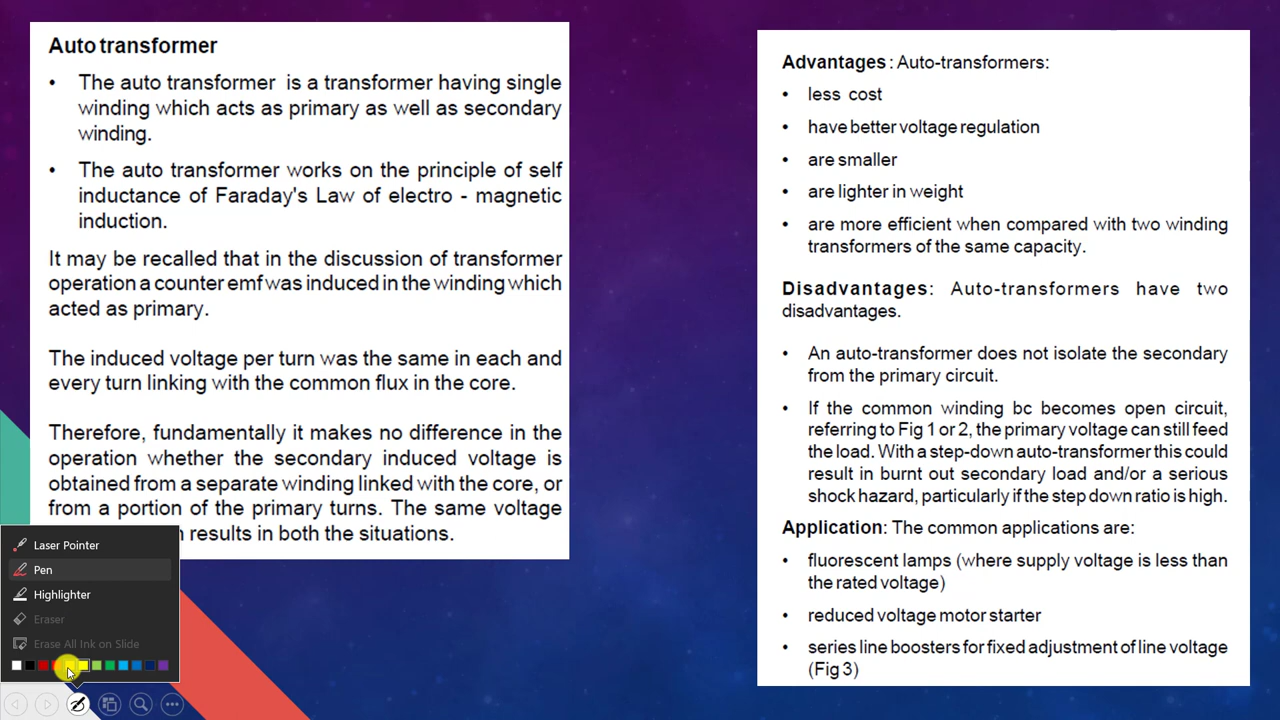 Auto transformer
• The auto transformer is a transformer having single
winding which acts as primary as well as secondary
winding.
• The auto transformer works on the principle of self
inductance of Faraday's Law of electro - magnetic
induction.
It may be recalled that in the discussion of transformer
operation a counter emf was induced in the winding which
acted as primary.
The induced voltage per turn was the same in each and
every turn linking with the common flux in the core.
Therefore, fundamentally it makes no difference in the
operation whether the secondary induced voltage is
obtained from a separate winding linked with the core, or
from a portion of the primary turns. The same voltage
results in both the situations.
Laser Pointer
Pen
Highlighter
Eraser
Erase All Ink on Slide
Advantages : Auto-transformers:
• less cost
• have better voltage regulation
• are smaller
• are lighter in weight
• are more efficient when compared with two winding
transformers of the same capacity.
Disadvantages: Auto-transformers have two
disadvantages.
• An auto-transformer does not isolate the secondary
from the primary circuit.
• If the common winding bc becomes open circuit,
referring to Fig 1 or 2, the primary voltage can still feed
the load. With a step-down auto-transformer this could
result in burnt out secondary load and/or a serious
shock hazard, particularly if the step down ratio is high.
Application: The common applications are:
• fluorescent lamps (where supply voltage is less than
the rated voltage)
• reduced voltage motor starter
• series line boosters for fixed adjustment of line voltage
(Fig 3)